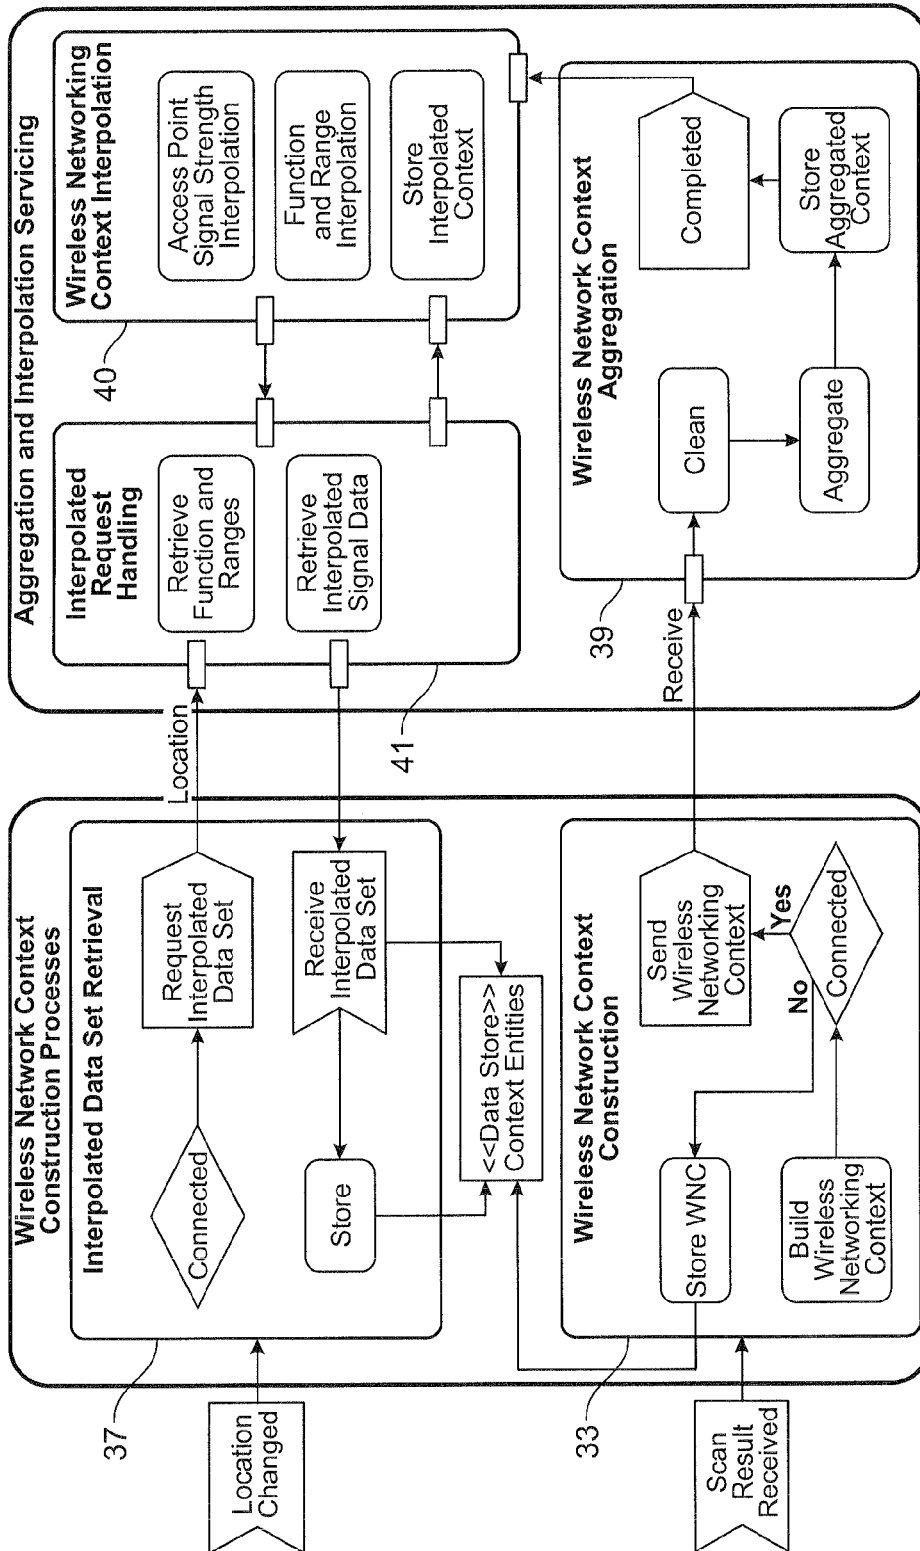 Wireless Network Context
Construction Processes
Interpolated Data Set Retrieval
Connected
Request
Interpolated
Data Set
Store
Receive
Interpolated
Data Set
<<Data Store>>
Context Entities
Wireless Network Context
Construction
Store WNC
No
Send
Wireless
Networking
Context
Yes
Build
Wireless
Networking
Context
Connected
37
Location
Changed
33
Scan
Result
Received
Location
Receive
Aggregation and Interpolation Servicing
Interpolated
Request
Handling
Retrieve
Function and
Ranges
Retrieve
Interpolated
Signal Data
41
40
Wireless Networking
Context Interpolation
Access Point
Signal Strength
Interpolation
Function
and Range
Interpolation
Store
Interpolated
Context
39
Wireless Network Context
Aggregation
Clean
Completed
Aggregate
Store
Aggregated
Context